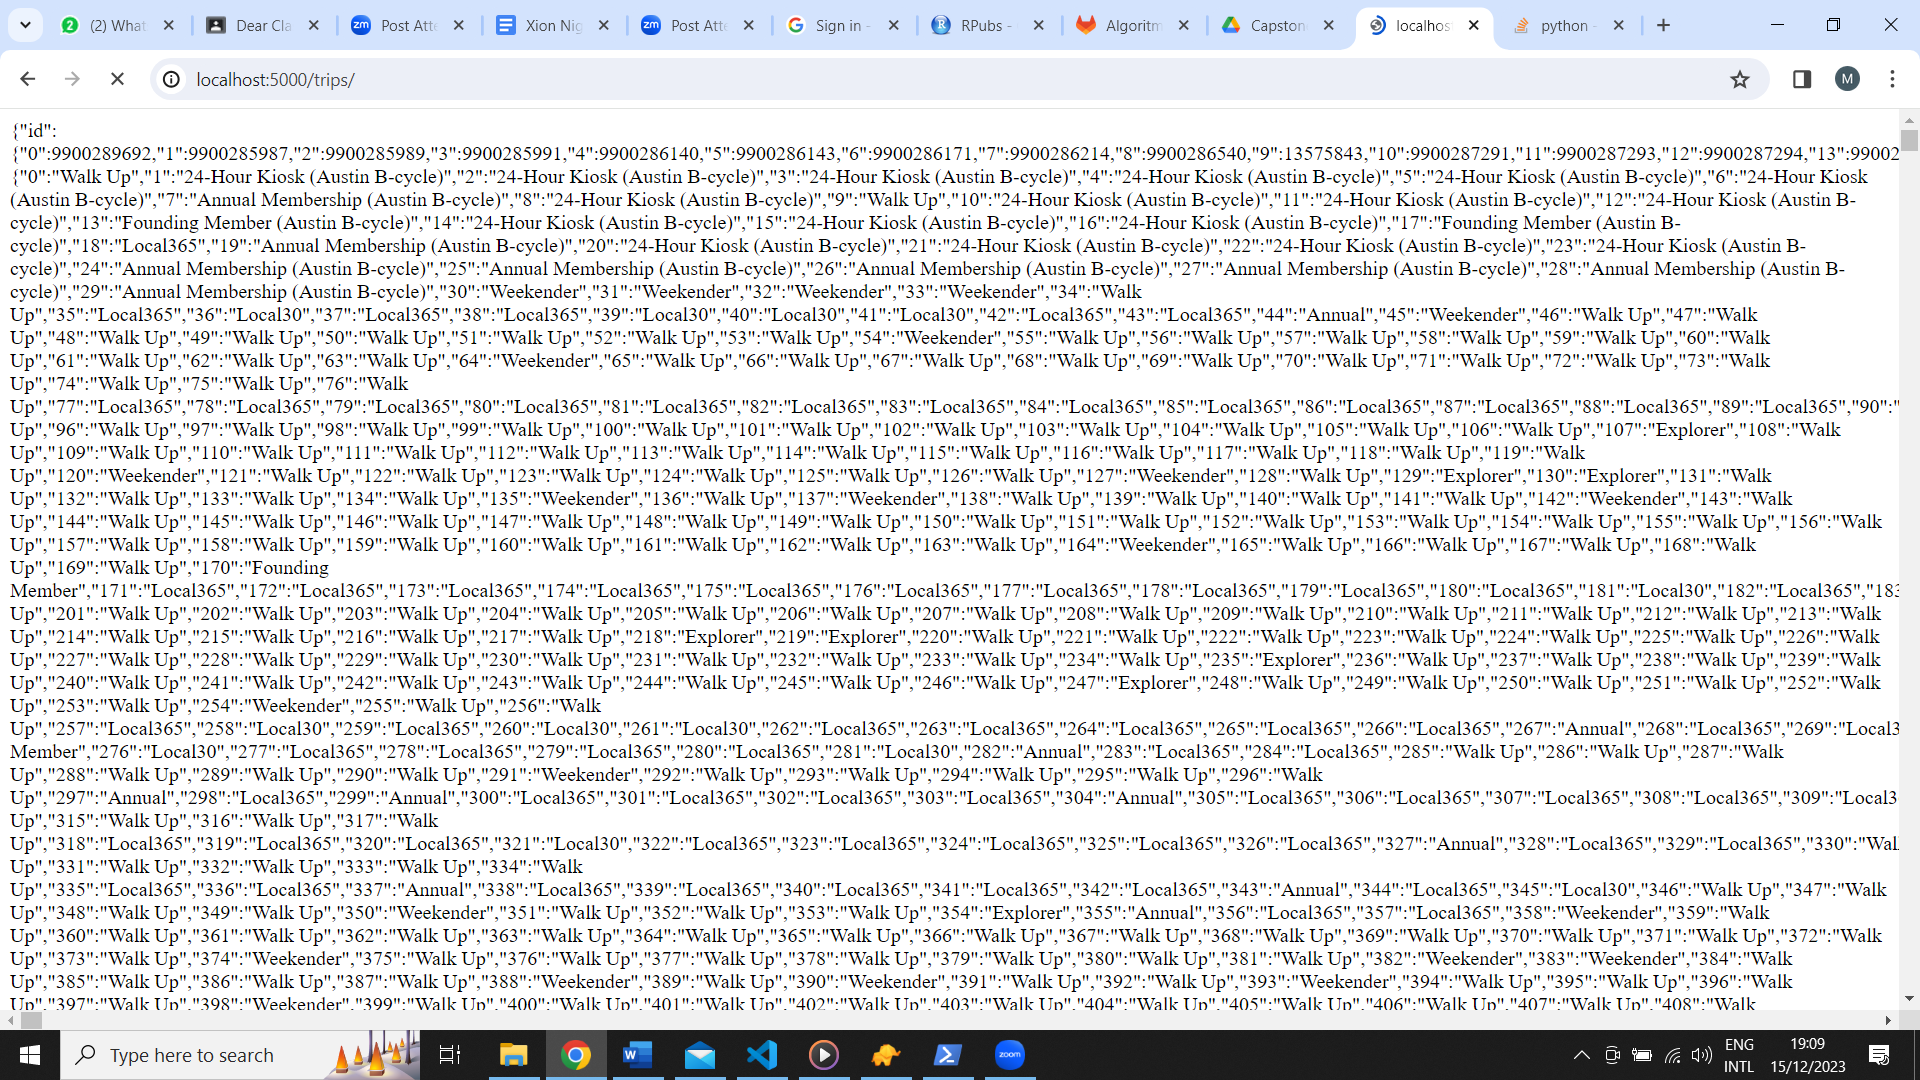 (2) What
Dear Cla
Post Atte
Xion Nig
Post Atte
Sign in -
RPubs -
Algoritm
Capston
localhos
python -
localhost:5000/trips/
M
{"id":
{"0":9900289692,"1":9900285987,"2":9900285989,"3":9900285991,"4":9900286140,"5":9900286143,"6":9900286171,"7":9900286214,"8":9900286540,"9":13575843,"10":9900287291,"11":9900287293,"12":9900287294,"13":99002
{"0":"Walk Up","1":"24-Hour Kiosk (Austin B-cycle)","2":"24-Hour Kiosk (Austin B-cycle)","3":"24-Hour Kiosk (Austin B-cycle)","4":"24-Hour Kiosk (Austin B-cycle)","5":"24-Hour Kiosk (Austin B-cycle)","6":"24-Hour Kiosk
(Austin B-cycle)","7":"Annual Membership (Austin B-cycle)","8":"24-Hour Kiosk (Austin B-cycle)","9":"Walk Up","10":"24-Hour Kiosk (Austin B-cycle)","11":"24-Hour Kiosk (Austin B-cycle)","12":"24-Hour Kiosk (Austin B-
cycle)","13":"Founding Member (Austin B-cycle)","14":"24-Hour Kiosk (Austin B-cycle)","15":"24-Hour Kiosk (Austin B-cycle)","16":"24-Hour Kiosk (Austin B-cycle)","17":"Founding Member (Austin B-
cycle)","18":"Local365","19":"Annual Membership (Austin B-cycle)","20":"24-Hour Kiosk (Austin B-cycle)","21":"24-Hour Kiosk (Austin B-cycle)","22":"24-Hour Kiosk (Austin B-cycle)","23":"24-Hour Kiosk (Austin B-
cycle)","24":"Annual Membership (Austin B-cycle)","25":"Annual Membership (Austin B-cycle)","26":"Annual Membership (Austin B-cycle)","27":"Annual Membership (Austin B-cycle)","28":"Annual Membership (Austin B-
cycle)","29":"Annual Membership (Austin B-cycle)","30":"Weekender","31":"Weekender","32":"Weekender","33":"Weekender","34":"Walk
Up","35":"Local365","36":"Local30","37":"Local365","38":"Local365","39":"Local30","40":"Local30","41":"Local30","42":"Local365","43":"Local365","44":"Annual","45":"Weekender","46":"Walk Up","47":"Walk
Up","48":"Walk Up","49":"Walk Up","50":"Walk Up","51":"Walk Up","52":"Walk Up","53":"Walk Up","54":"Weekender","55":"Walk Up","56":"Walk Up","57":"Walk Up","58":"Walk Up","59":"Walk Up","60":"Walk
Up","61":"Walk Up","62":"Walk Up","63":"Walk Up","64":"Weekender","65":"Walk Up","66":"Walk Up","67":"Walk Up","68":"Walk Up","69":"Walk Up","70":"Walk Up","71":"Walk Up","72":"Walk Up","73":"Walk
Up","74":"Walk Up","75":"Walk Up","76":"Walk
Up","77":"Local365","78":"Local365","79":"Local365","80":"Local365","81":"Local365","82":"Local365","83":"Local365","84":"Local365","85":"Local365","86":"Local365","87":"Local365","88":"Local365","89":"Local365","90":"
Up","96":"Walk Up","97":"Walk Up","98":"Walk Up","99":"Walk Up","100":"Walk Up","101":"Walk Up","102":"Walk Up","103":"Walk Up","104":"Walk Up","105":"Walk Up","106":"Walk Up","107":"Explorer","108":"Walk
Up","109":"Walk Up","110":"Walk Up","111":"Walk Up","112":"Walk Up","113":"Walk Up","114":"Walk Up","115":"Walk Up","116":"Walk Up","117":"Walk Up","118":"Walk Up","119":"Walk
Up","120":"Weekender","121":"Walk Up","122":"Walk Up","123":"Walk Up","124":"Walk Up","125":"Walk Up","126":"Walk Up","127":"Weekender","128":"Walk Up","129":"Explorer","130":"Explorer","131":"Walk
Up","132":"Walk Up","133":"Walk Up","134":"Walk Up","135":"Weekender","136":"Walk Up","137":"Weekender","138":"Walk Up","139":"Walk Up","140":"Walk Up","141":"Walk Up","142":"Weekender","143":"Walk
Up","144":"Walk Up","145":"Walk Up","146":"Walk Up","147":"Walk Up","148":"Walk Up","149":"Walk Up","150":"Walk Up","151":"Walk Up","152":"Walk Up","153":"Walk Up","154":"Walk Up","155":"Walk Up","156":"Walk
Up","157":"Walk Up","158":"Walk Up","159":"Walk Up","160":"Walk Up","161":"Walk Up","162":"Walk Up","163":"Walk Up","164":"Weekender","165":"Walk Up","166":"Walk Up","167":"Walk Up","168":"Walk
Up","169":"Walk Up","170":"Founding
Member","171":"Local365","172":"Local365","173":"Local365","174":"Local365","175":"Local365","176":"Local365","177":"Local365","178":"Local365","179":"Local365","180":"Local365","181":"Local30","182":"Local365","183
Up","201":"Walk Up","202":"Walk Up","203":"Walk Up","204":"Walk Up","205":"Walk Up","206":"Walk Up","207":"Walk Up","208":"Walk Up","209":"Walk Up","210":"Walk Up","211":"Walk Up","212":"Walk Up","213":"Walk
Up","214":"Walk Up","215":"Walk Up","216":"Walk Up","217":"Walk Up","218":"Explorer","219":"Explorer","220":"Walk Up","221":"Walk Up","222":"Walk Up","223":"Walk Up","224":"Walk Up","225":"Walk Up","226":"Walk
Up","227":"Walk Up","228":"Walk Up","229":"Walk Up","230":"Walk Up","231":"Walk Up","232":"Walk Up","233":"Walk Up","234":"Walk Up","235":"Explorer","236":"Walk Up","237":"Walk Up","238":"Walk Up","239":"Walk
Up","240":"Walk Up","241":"Walk Up","242":"Walk Up","243":"Walk Up","244":"Walk Up","245":"Walk Up","246":"Walk Up","247":"Explorer","248":"Walk Up","249":"Walk Up","250":"Walk Up","251":"Walk Up","252":"Walk
Up","253":"Walk Up","254":"Weekender","255":"Walk Up","256":"Walk
Up","257":"Local365","258":"Local30","259":"Local365","260":"Local30","261":"Local30","262":"Local365","263":"Local365","264":"Local365","265":"Local365","266":"Local365","267":"Annual","268":"Local365","269":"Local3
Member","276":"Local30","277":"Local365","278":"Local365","279":"Local365","280":"Local365","281":"Local30","282":"Annual","283":"Local365","284":"Local365","285":"Walk Up","286":"Walk Up","287":"Walk
Up","288":"Walk Up","289":"Walk Up","290":"Walk Up","291":"Weekender","292":"Walk Up","293":"Walk Up","294":"Walk Up","295":"Walk Up","296":"Walk
Up","297":"Annual","298":"Local365","299":"Annual","300":"Local365","301":"Local365","302":"Local365","303":"Local365","304":"Annual","305":"Local365","306":"Local365","307":"Local365","308":"Local365","309":"Local3
Up","315":"Walk Up","316":"Walk Up","317":"Walk
Up","318":"Local365","319":"Local365","320":"Local365","321":"Local30","322":"Local365","323":"Local365","324":"Local365","325":"Local365","326":"Local365","327":"Annual","328":"Local365","329":"Local365","330":"Wal
Up","331":"Walk Up","332":"Walk Up","333":"Walk Up","334":"Walk
Up","335":"Local365","336":"Local365","337":"Annual","338":"Local365","339":"Local365","340":"Local365","341":"Local365","342":"Local365","343":"Annual","344":"Local365","345":"Local30","346":"Walk Up","347":"Walk
Up","348":"Walk Up","349":"Walk Up","350":"Weekender","351":"Walk Up","352":"Walk Up","353":"Walk Up","354":"Explorer","355":"Annual","356":"Local365","357":"Local365","358":"Weekender","359":"Walk
Up","360":"Walk Up","361":"Walk Up","362":"Walk Up","363":"Walk Up","364":"Walk Up","365":"Walk Up","366":"Walk Up","367":"Walk Up","368":"Walk Up","369":"Walk Up","370":"Walk Up","371":"Walk Up","372":"Walk
Up","373":"Walk Up","374":"Weekender","375":"Walk Up","376":"Walk Up","377":"Walk Up","378":"Walk Up","379":"Walk Up","380":"Walk Up","381":"Walk Up","382":"Weekender","383":"Weekender","384":"Walk
Up","385":"Walk Up","386":"Walk Up","387":"Walk Up","388":"Weekender","389":"Walk Up","390":"Weekender","391":"Walk Up","392":"Walk Up","393":"Weekender","394":"Walk Up","395":"Walk Up","396":"Walk
Up","397":"Walk Up","398":"Weekender","399":"Walk Up","400":"Walk Up","401":"Walk Up","402":"Walk Up","403":"Walk Up","404":"Walk Up","405":"Walk Up","406":"Walk Up","407":"Walk Up","408":"Walk
Type here to search
zoom
ENG
INTL
19:09
15/12/2023